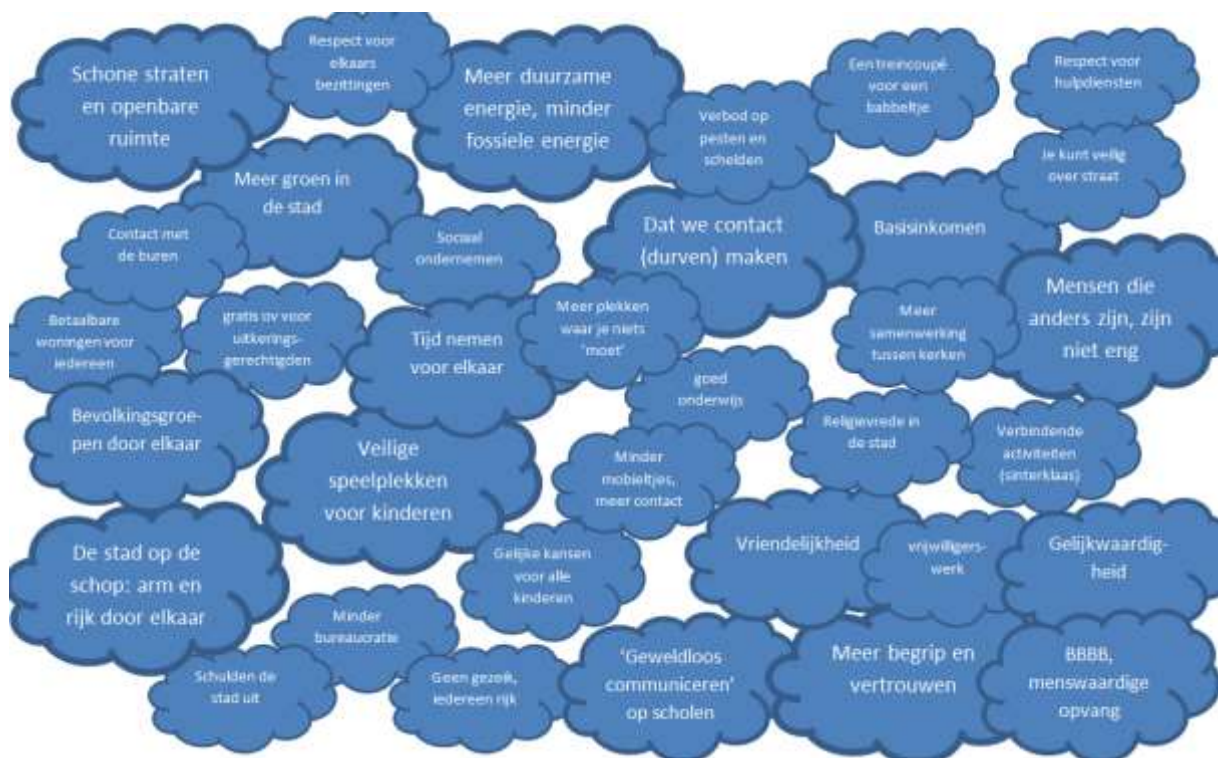 Schone straten
en openbare
ruimte
Respect voor
elkaars
bezittingen
Meer duurzame
energie, minder
fossiele energie
Verbod op
pesten en
schelden
Een treincoupé
voor een
babbeltje
Respect voor
hulpdiensten
Je kunt veilig
over straat
Meer groen in
de stad
Contact met
de buren
Sociaal
ondernemen
Dat we contact
(durven) maken
Basisinkomen
Mensen die
anders zijn, zijn
niet eng
Betaalbare
woningen voor
iedereen
gratis ov voor
uitkerings-
gerechtigden
Tijd nemen
voor elkaar
Meer plekken
waar je niets
'moet'
Meer
samenwerking
tussen kerken
goed
onderwijs
Bevolkingsgroe-
pen door elkaar
Veilige
speelplekken
voor kinderen
Minder
mobieltjes,
meer contact
Religievrede in
de stad
Verbindende
activiteiten
(sinterklaas)
De stad op de
schop: arm en
rijk door elkaar
Gelijke kansen
voor alle
kinderen
Vriendelijkheid
vrijwilligers-
werk
Gelijkwaardig-
heid
Minder
bureaucratie
Schulden de
stad uit
Geen gezeik,
iedereen rijk
'Geweldloos
communiceren'
op scholen
Meer begrip en
vertrouwen
BBBB,
menswaardige
opvang